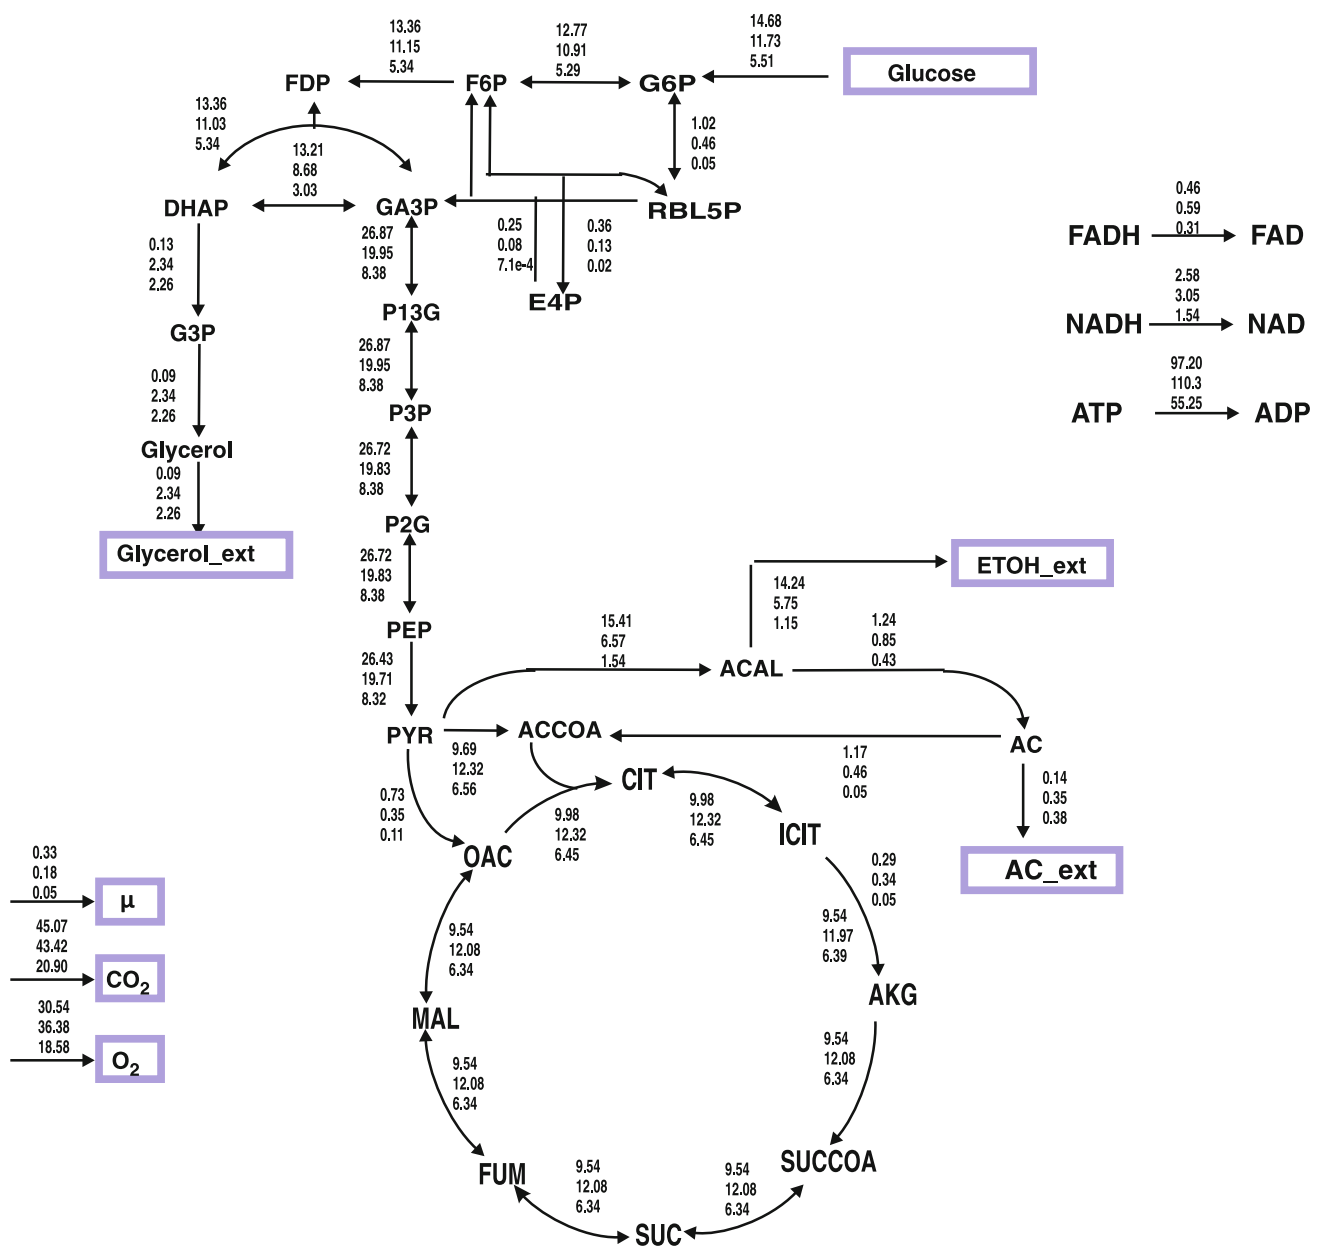 14.68
11.73
5.51
Glucose
12.77
10.91
5.29
13.36
11.15
5.34
FDP
F6P
G6P
13.36
11.03
5.34
13.21
8.68
3.03
1.02
0.46
0.05
DHAP
GA3P
RBL5P
0.25
0.08
7.1e-4
0.36
0.13
0.02
E4P
0.13
2.34
2.26
26.87
19.95
8.38
G3P
P13G
0.09
2.34
2.26
26.87
19.95
8.38
P3P
Glycerol
0.09
2.34
2.26
26.72
19.83
8.38
Glycerol_ext
P2G
26.72
19.83
8.38
PEP
26.43
19.71
8.32
PYR
0.46
0.59
0.31
FADH
FAD
2.58
3.05
1.54
NADH
NAD
97.20
110.3
55.25
ATP
ADP
ETOH_ext
14.24
5.75
1.15
15.41
6.57
1.54
ACAL
1.24
0.85
0.43
ACCOA
AC
9.69
12.32
6.56
1.17
0.46
0.05
0.14
0.35
0.38
AC_ext
0.73
0.35
0.11
CIT
9.98
12.32
6.45
9.98
12.32
6.45
ICIT
OAC
0.29
0.34
0.05
9.54
11.97
6.39
9.54
12.08
6.34
AKG
MAL
9.54
12.08
6.34
9.54
12.08
6.34
SUCCOA
FUM
9.54
12.08
6.34
9.54
12.08
6.34
SUC
0.33
0.18
0.05
μ
45.07
43.42
20.90
CO2
30.54
36.38
18.58
O2